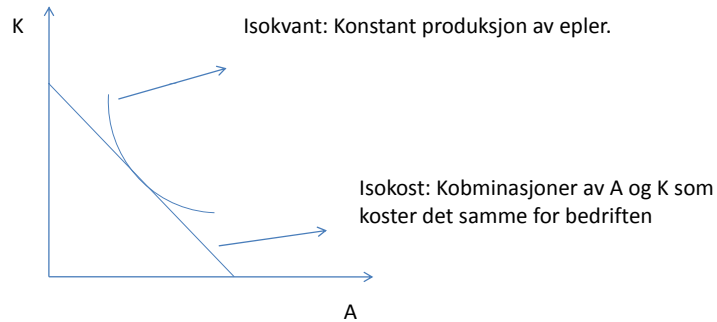 K
Isokvant: Konstant produksjon av epler.
Isokost: Kobminasjoner av A og K som
koster det samme for bedriften
A